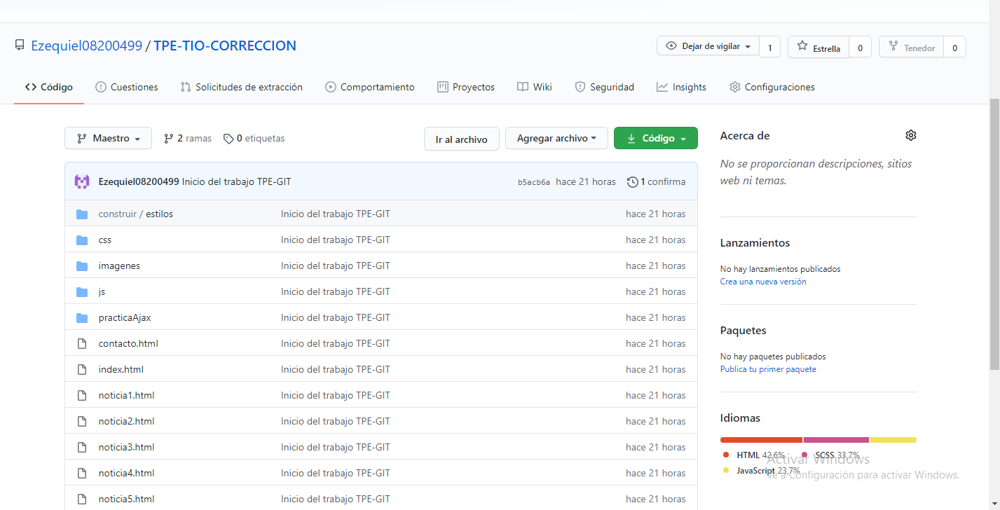 Ezequiel08200499 / TPE-TIO-CORRECCION
Dejar de vigilar 1 Estrella 0 Tenedor 0
Código Cuestiones Solicitudes de extracción Comportamiento Proyectos Wiki Seguridad Insights Configuraciones
Maestro 2 ramas 0 etiquetas Ir al archivo Agregar archivo Código
Ezequiel08200499 Inicio del trabajo TPE-GIT b5acb6a hace 21 horas 1 confirma
construir / estilos Inicio del trabajo TPE-GIT hace 21 horas
css Inicio del trabajo TPE-GIT hace 21 horas
imagenes Inicio del trabajo TPE-GIT hace 21 horas
js Inicio del trabajo TPE-GIT hace 21 horas
practicaAjax Inicio del trabajo TPE-GIT hace 21 horas
contacto.html Inicio del trabajo TPE-GIT hace 21 horas
index.html Inicio del trabajo TPE-GIT hace 21 horas
noticia1.html Inicio del trabajo TPE-GIT hace 21 horas
noticia2.html Inicio del trabajo TPE-GIT hace 21 horas
noticia3.html Inicio del trabajo TPE-GIT hace 21 horas
noticia4.html Inicio del trabajo TPE-GIT hace 21 horas
noticia5.html Inicio del trabajo TPE-GIT hace 21 horas
Acerca de
No se proporcionan descripciones, sitios
web ni temas.
Lanzamientos
No hay lanzamientos publicados
Crea una nueva versión
Paquetes
No hay paquetes publicados
Publica tu primer paquete
Idiomas
HTML 42,6% SCSS 33,7%
JavaScript 23,7%
Activar Windows
Ve a Configuración para activar Windows.